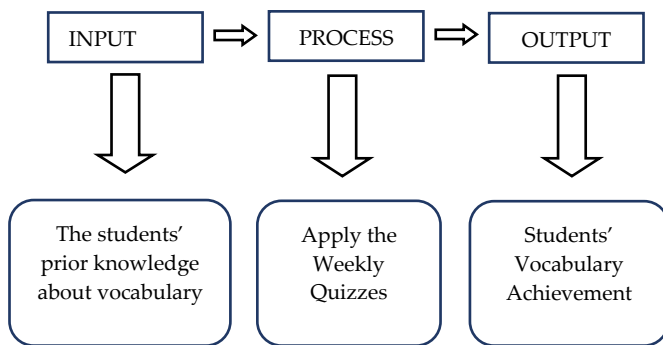 INPUT
PROCESS
OUTPUT
The students’
prior knowledge
about vocabulary
Apply the
Weekly
Quizzes
Students’
Vocabulary
Achievement